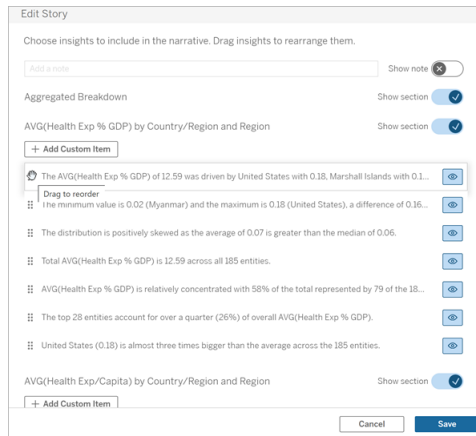 Edit Story
Choose insights to include in the narrative. Drag insights to rearrange them.
Add a note
Show note
Aggregated Breakdown
Show section
AVG(Health Exp % GDP) by Country/Region and Region
Show section
+ Add Custom Item
The AVG(Health Exp % GDP) of 12.59 was driven by United States with 0.18, Marshall Islands with 0.1...
Drag to reorder
The minimum value is 0.02 (Myanmar) and the maximum is 0.18 (United States), a difference of 0.16...
The distribution is positively skewed as the average of 0.07 is greater than the median of 0.06.
Total AVG(Health Exp % GDP) is 12.59 across all 185 entities.
AVG(Health Exp % GDP) is relatively concentrated with 58% of the total represented by 79 of the 18...
The top 28 entities account for over a quarter (26%) of overall AVG(Health Exp % GDP).
United States (0.18) is almost three times bigger than the average across the 185 entities.
AVG(Health Exp/Capita) by Country/Region and Region
Show section
+ Add Custom Item
Cancel
Save